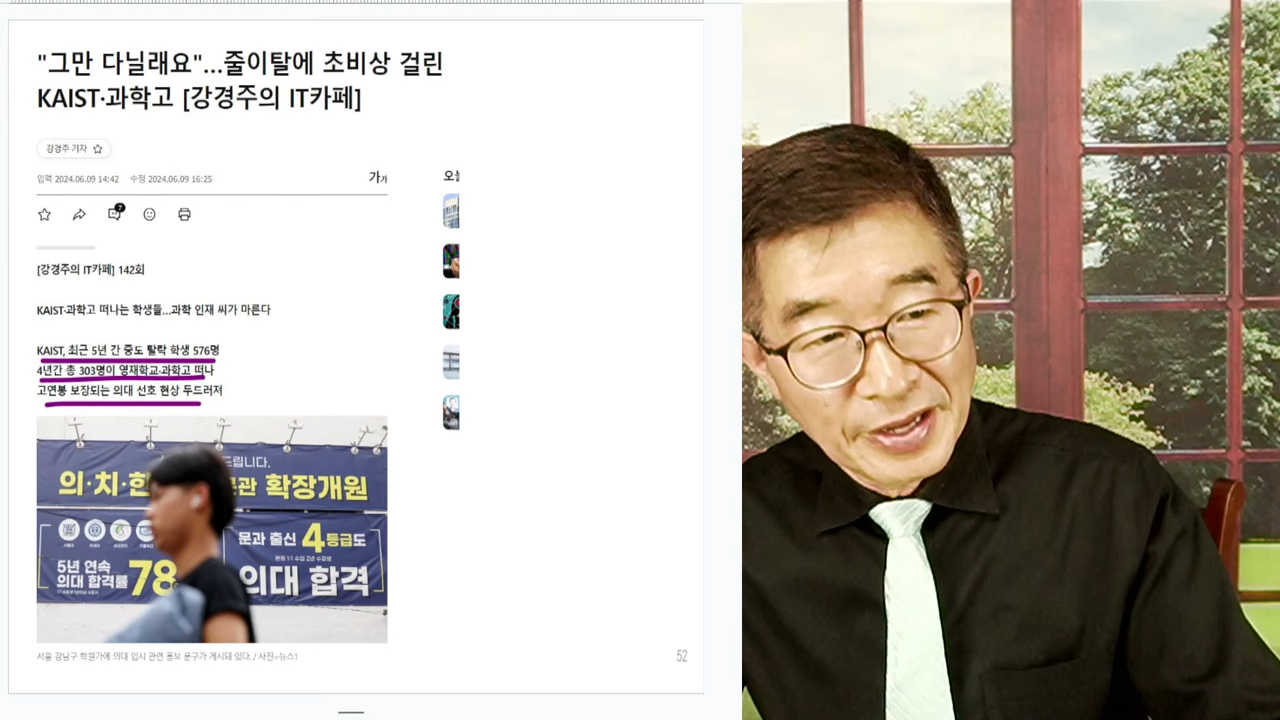 "그만 다닐래요"...줄이탈에 초비상 걸린
KAIST·과학고 [강경주의 IT카페]
강경주 기자
입력 2024.06.09 14:42 수정 2024.06.09 16:25
가가
오늘
7
[강경주의 IT카페] 142회
KAIST·과학고 떠나는 학생들...과학 인재 씨가 마른다
KAIST, 최근 5년 간 중도 탈락 학생 576명
4년간 총 303명이 영재학교·과학고 떠나
고연봉 보장되는 의대 선호 현상 두드러져
드립니다.
의·치·한
관 확장개원
문과 출신 4등급도
5년 연속
의대 합격률 78
의대 합격
서울 강남구 학원가에 의대 입시 관련 홍보 문구가 게시돼 있다. / 사진=뉴스1
52